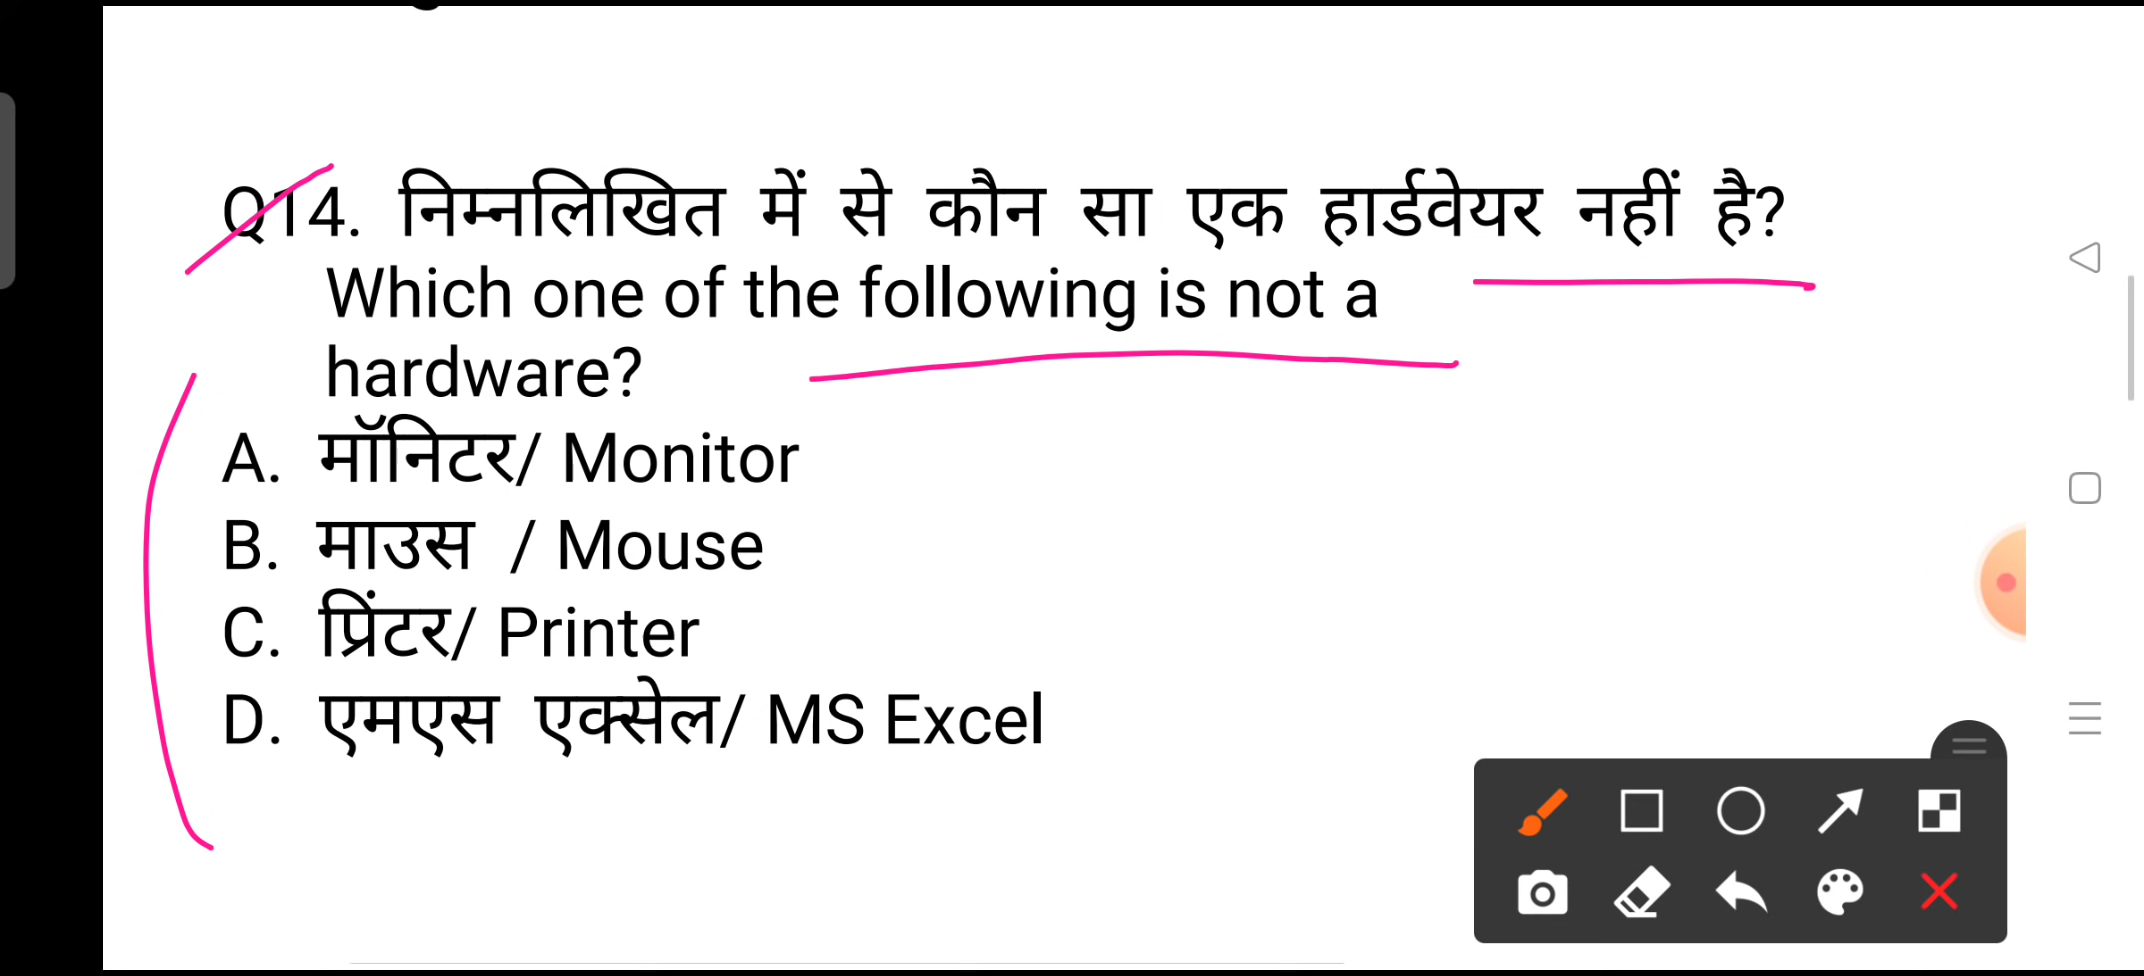 Q14. निम्नलिखित में से कौन सा एक हार्डवेयर नहीं है?
Which one of the following is not a
hardware?
A. मॉनिटर/ Monitor
B. माउस / Mouse
C. प्रिंटर/ Printer
D. एमएस एक्सेल/ MS Excel